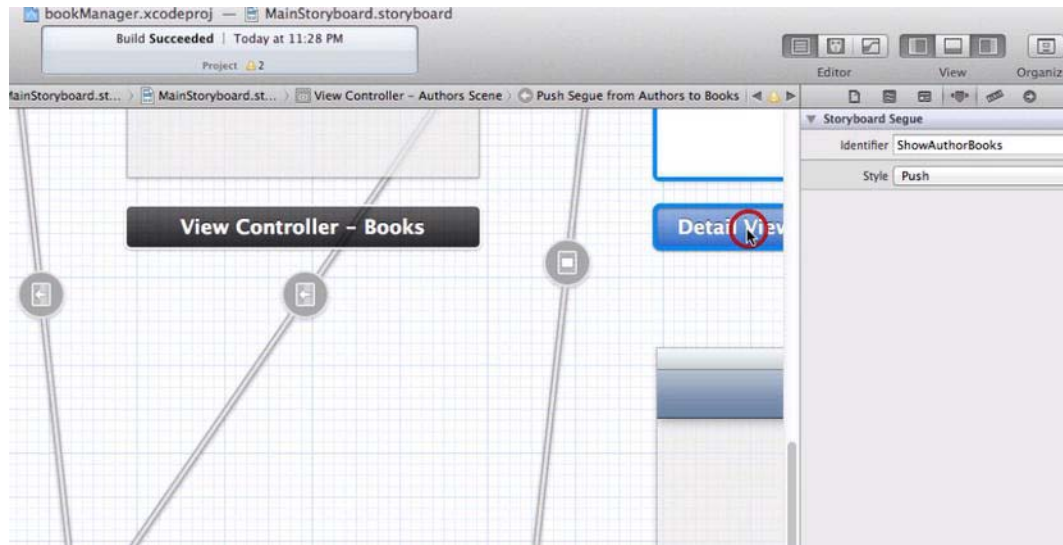 bookManager.xcodeproj — MainStoryboard.storyboard
Build Succeeded | Today at 11:28 PM
Project 2
Editor View Organiz
MainStoryboard.st... MainStoryboard.st... View Controller – Authors Scene Push Segue from Authors to Books
Storyboard Segue
Identifier ShowAuthorBooks
Style Push
View Controller – Books
Detail View